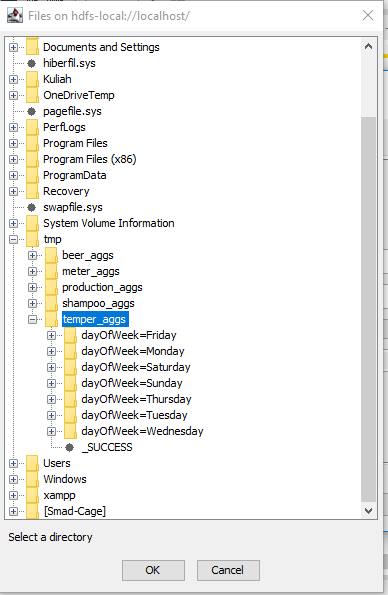 Files on hdfs-local://localhost/
Documents and Settings
hiberfil.sys
Kuliah
OneDriveTemp
pagefile.sys
PerfLogs
Program Files
Program Files (x86)
ProgramData
Recovery
swapfile.sys
System Volume Information
tmp
beer_aggs
meter_aggs
production_aggs
shampoo_aggs
temper_aggs
dayOfWeek=Friday
dayOfWeek=Monday
dayOfWeek=Saturday
dayOfWeek=Sunday
dayOfWeek=Thursday
dayOfWeek=Tuesday
dayOfWeek=Wednesday
_SUCCESS
Users
Windows
xampp
[Smad-Cage]
Select a directory
OK Cancel